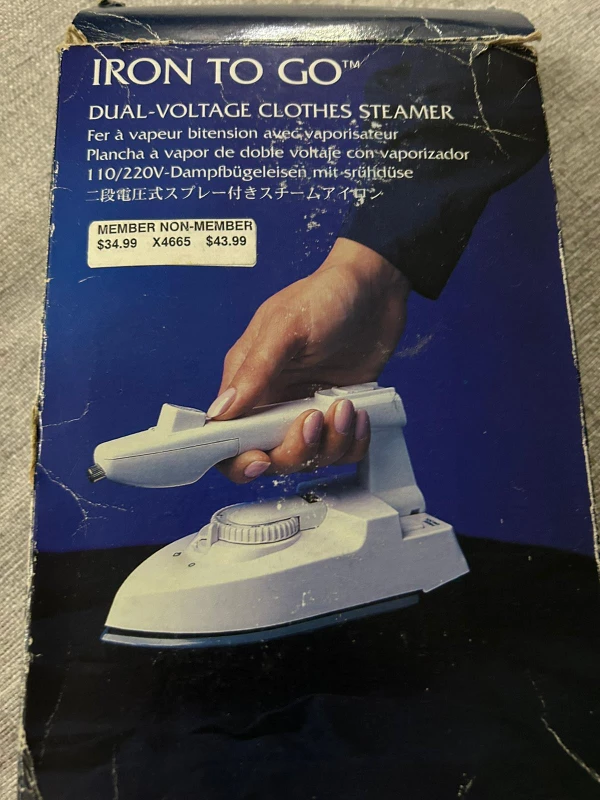 IRON TO GO™
DUAL-VOLTAGE CLOTHES STEAMER
Fer à vapeur bitension avec vaporisateur
Plancha à vapor de doble voltaje con vaporizador
110/220V-Dampfbügeleisen mit srühdüse
二段電圧式スプレー付きスチームアイロン
MEMBER NON-MEMBER
$34.99 X4665 $43.99